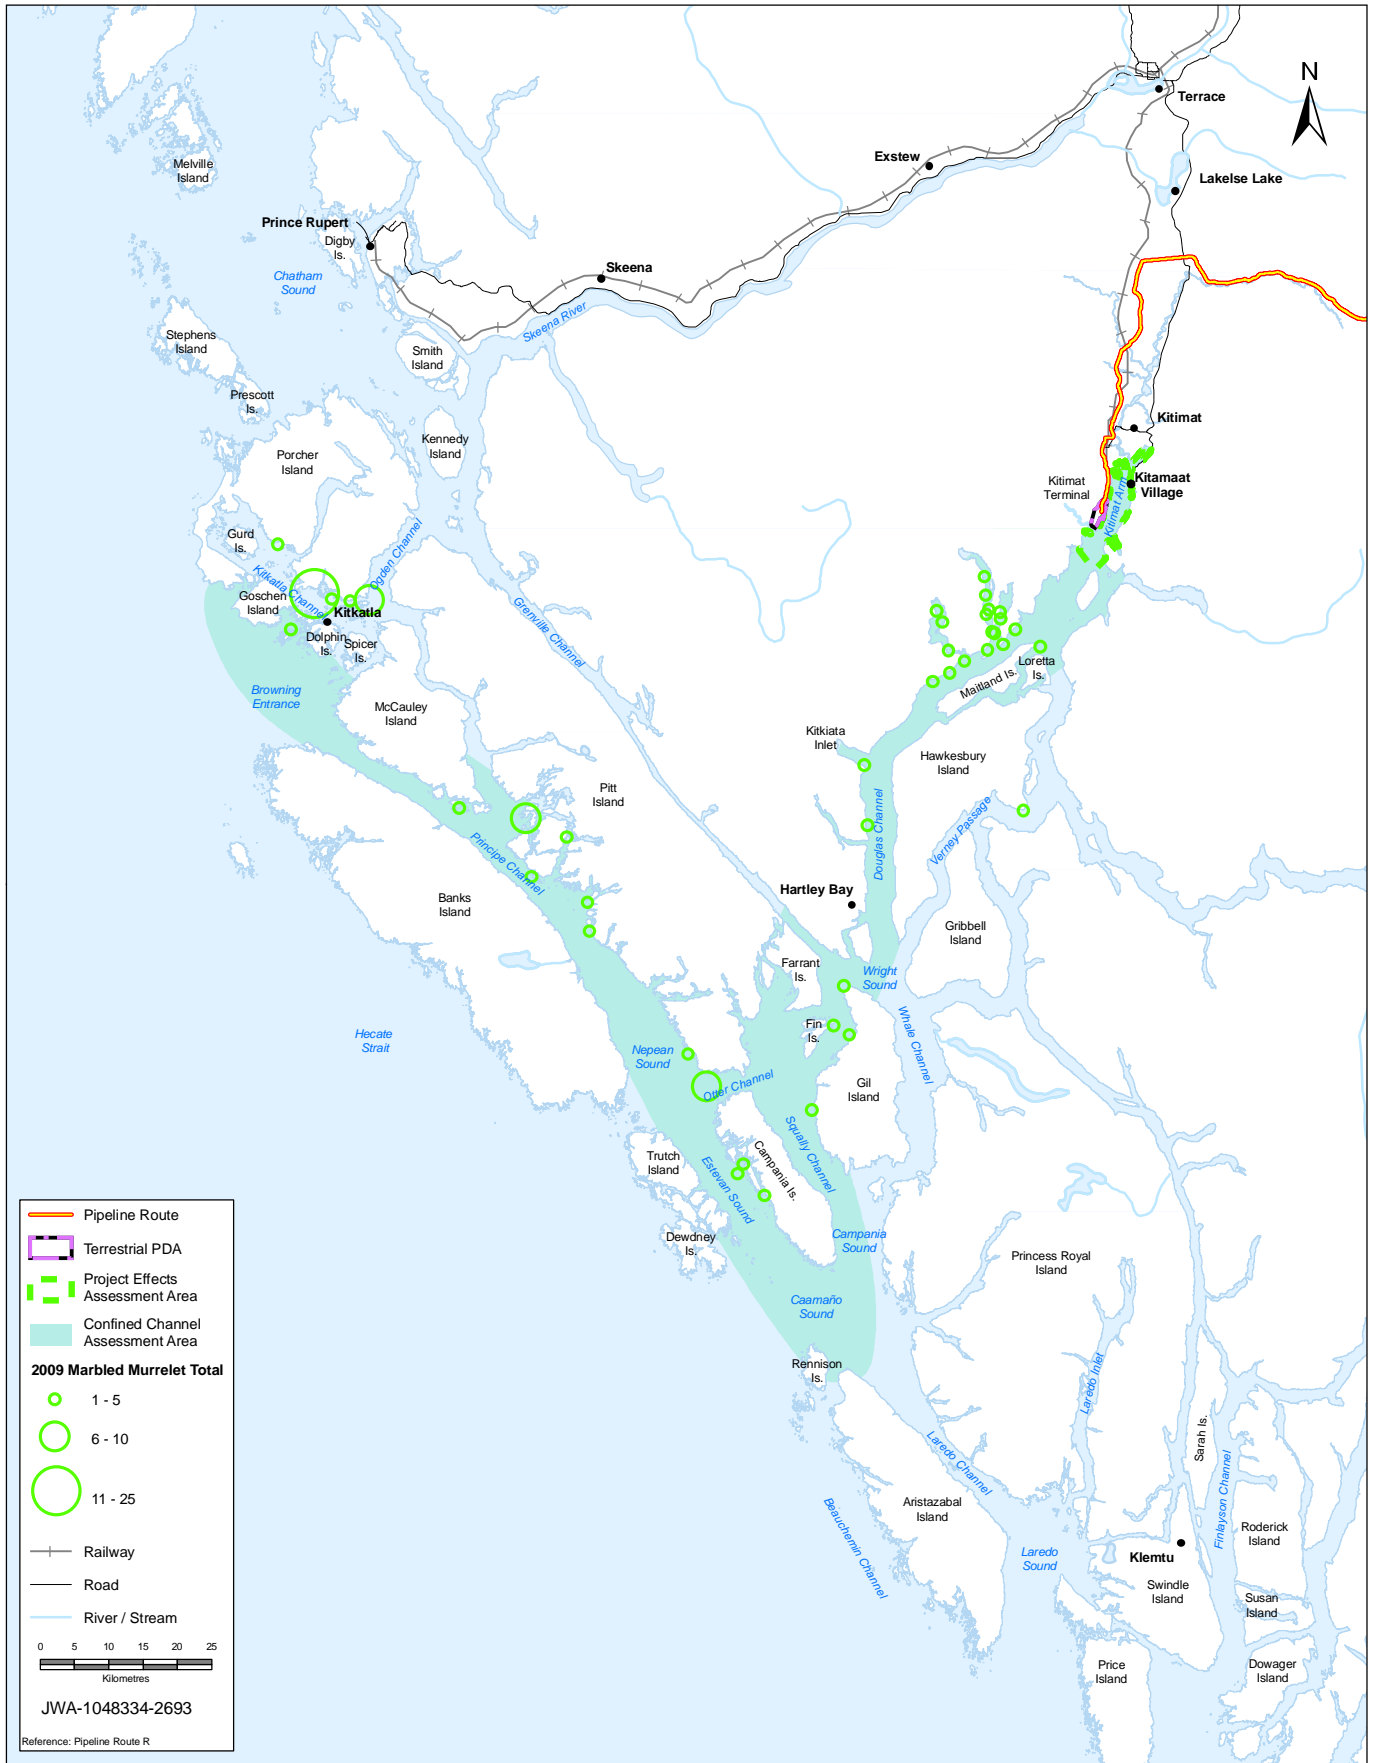 N
Terrace
Exstew
Lakelse Lake
Melville
Island
Prince Rupert
Digby
Is.
Skeena
Chatham
Sound
Skeena River
Stephens
Island
Smith
Island
Prescott
Is.
Kitimat
Kennedy
Island
Porcher
Island
Kitimat
Terminal
Kitamaat
Village
Kitimat Arm
Gurd
Is.
Ogden Channel
Kitkatla Channel
Goschen
Island
Kitkatla
Grenville Channel
Dolphin
Is.
Spicer
Is.
Loretta
Is.
Maitland Is.
Browning
Entrance
McCauley
Island
Kitkiata
Inlet
Hawkesbury
Island
Pitt
Island
Douglas Channel
Verney Passage
Principe Channel
Banks
Island
Hartley Bay
Gribbell
Island
Farrant
Is.
Wright
Sound
Whale Channel
Fin
Is.
Hecate
Strait
Nepean
Sound
Otter Channel
Gil
Island
Squally Channel
Trutch
Island
Estevan Sound
Campania Is.
Dewdney
Is.
Campania
Sound
Princess Royal
Island
Caamaño
Sound
Rennison
Is.
Laredo Inlet
Sarah Is.
Laredo Channel
Finlayson Channel
Aristazabal
Island
Beauchemin Channel
Roderick
Island
Laredo
Sound
Klemtu
Swindle
Island
Susan
Island
Price
Island
Dowager
Island
Pipeline Route
Terrestrial PDA
Project Effects
Assessment Area
Confined Channel
Assessment Area
2009 Marbled Murrelet Total
1 - 5
6 - 10
11 - 25
Railway
Road
River / Stream
0 5 10 15 20 25
Kilometres
JWA-1048334-2693
Reference: Pipeline Route R